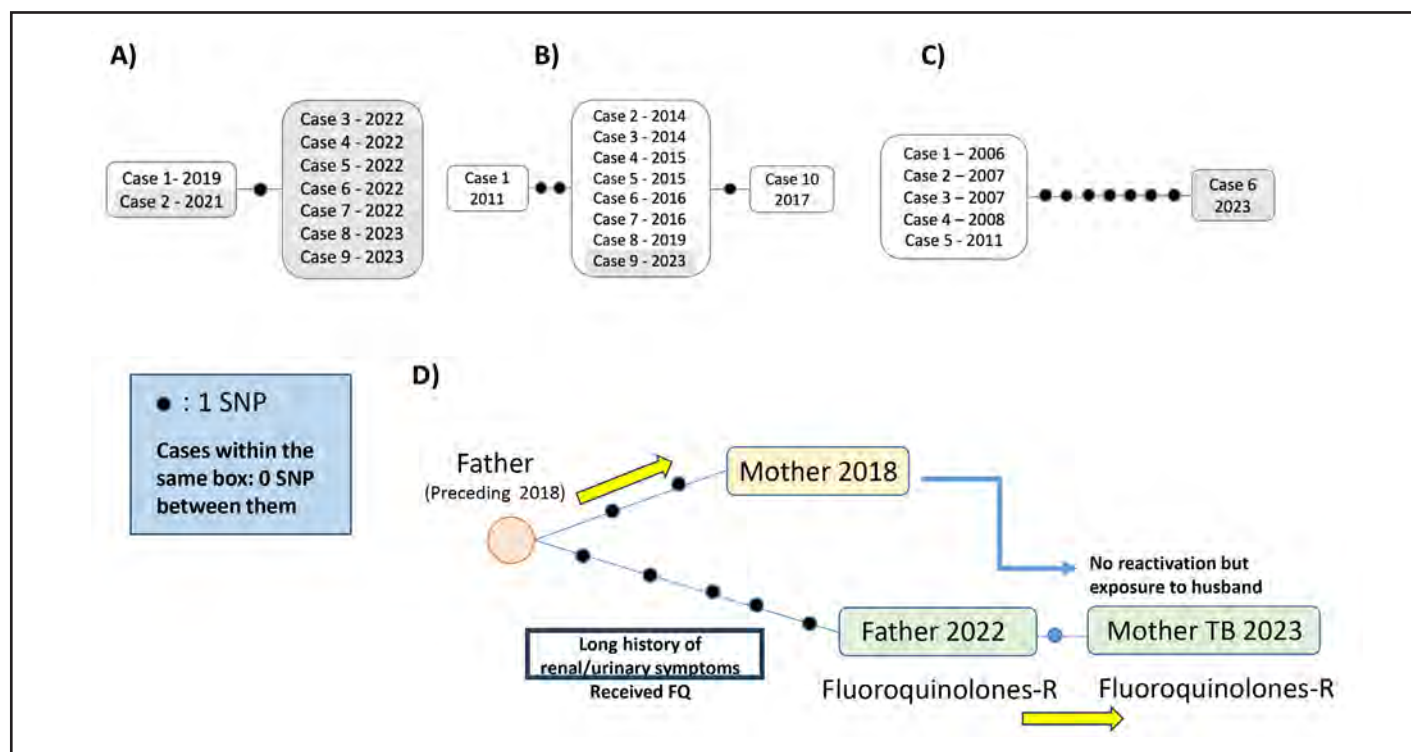 A)
Case 1- 2019
Case 2 - 2021
Case 3 - 2022
Case 4 - 2022
Case 5 - 2022
Case 6 - 2022
Case 7 - 2022
Case 8 - 2023
Case 9 - 2023
B)
Case 1
2011
Case 2 - 2014
Case 3 - 2014
Case 4 - 2015
Case 5 - 2015
Case 6 - 2016
Case 7 - 2016
Case 8 - 2019
Case 9 - 2023
Case 10
2017
C)
Case 1 – 2006
Case 2 – 2007
Case 3 – 2007
Case 4 – 2008
Case 5 - 2011
Case 6
2023
: 1 SNP
Cases within the
same box: 0 SNP
between them
D)
Father
(Preceding 2018)
Mother 2018
No reactivation but
exposure to husband
Long history of
renal/urinary symptoms
Received FQ
Father 2022
Mother TB 2023
Fluoroquinolones-R
Fluoroquinolones-R